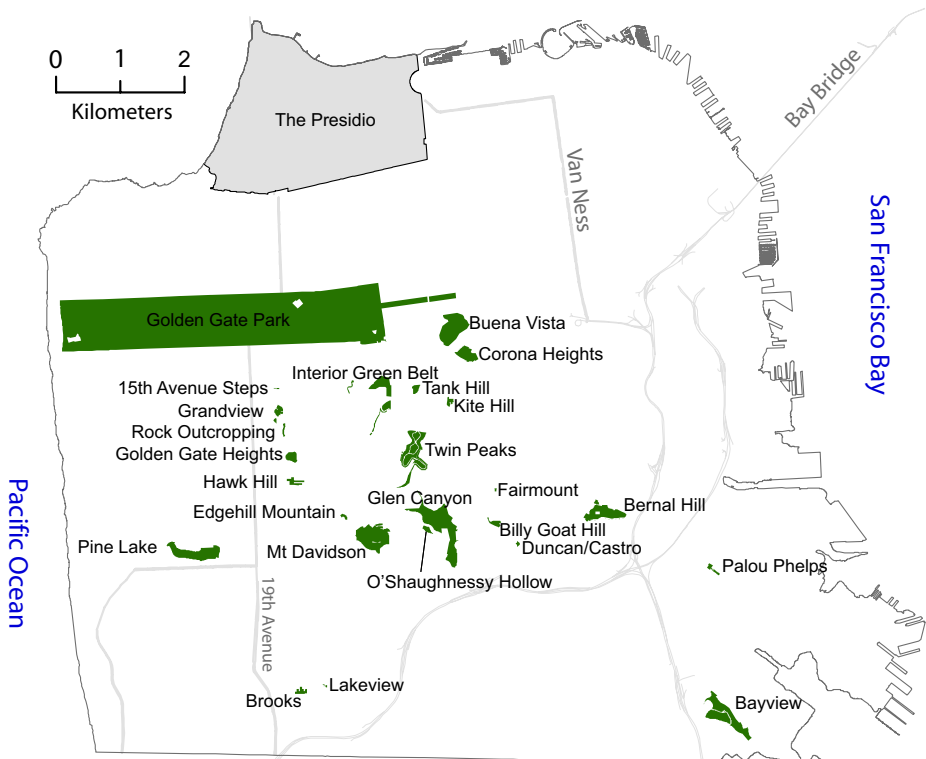 0 1 2
Kilometers
The Presidio
Bay Bridge
Van Ness
San Francisco Bay
Golden Gate Park
Buena Vista
Corona Heights
Interior Green Belt
15th Avenue Steps
Tank Hill
Kite Hill
Grandview
Rock Outcropping
Golden Gate Heights
Twin Peaks
Hawk Hill
Fairmount
Glen Canyon
Bernal Hill
Edgehill Mountain
Billy Goat Hill
Pine Lake
Mt Davidson
Duncan/Castro
Pacific Ocean
O'Shaughnessy Hollow
Palou Phelps
19th Avenue
Lakeview
Brooks
Bayview